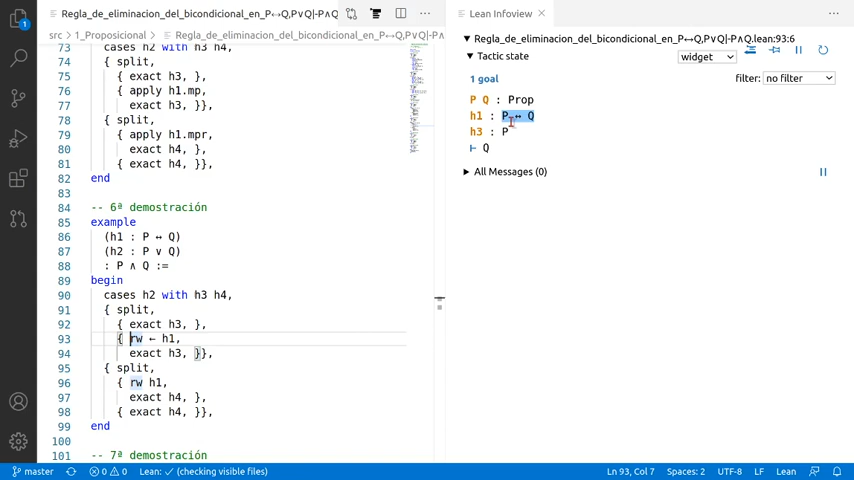 Regla_de_eliminacion_del_bicondicional_en_P↔Q,P∨Q|-P∧Q
src > 1_Proposicional > Regla_de_eliminacion_del_bicondicional_en_P↔Q,P∨Q|-P∧Q
73 cases h2 with h3 h4,
74 { split,
75 { exact h3, },
76 { apply h1.mp,
77 exact h3, }},
78 { split,
79 { apply h1.mpr,
80 exact h4, },
81 { exact h4, }},
82 end
83
84 -- 6ª demostración
85 example
86 (h1 : P ↔ Q)
87 (h2 : P ∨ Q)
88 : P ∧ Q :=
89 begin
90 cases h2 with h3 h4,
91 { split,
92 { exact h3, },
93 { rw ← h1,
94 exact h3, }},
95 { split,
96 { rw h1,
97 exact h4, },
98 { exact h4, }},
99 end
100
101 -- 7ª demostración
Lean Infoview
Regla_de_eliminacion_del_bicondicional_en_P↔Q,P∨Q|-P∧Q.lean:93:6
Tactic state
widget
1 goal
filter: no filter
P Q : Prop
h1 : P ↔ Q
h3 : P
⊢ Q
All Messages (0)
1
master 0 0 Lean: ✓ (checking visible files)
Ln 93, Col 7 Spaces: 2 UTF-8 LF Lean